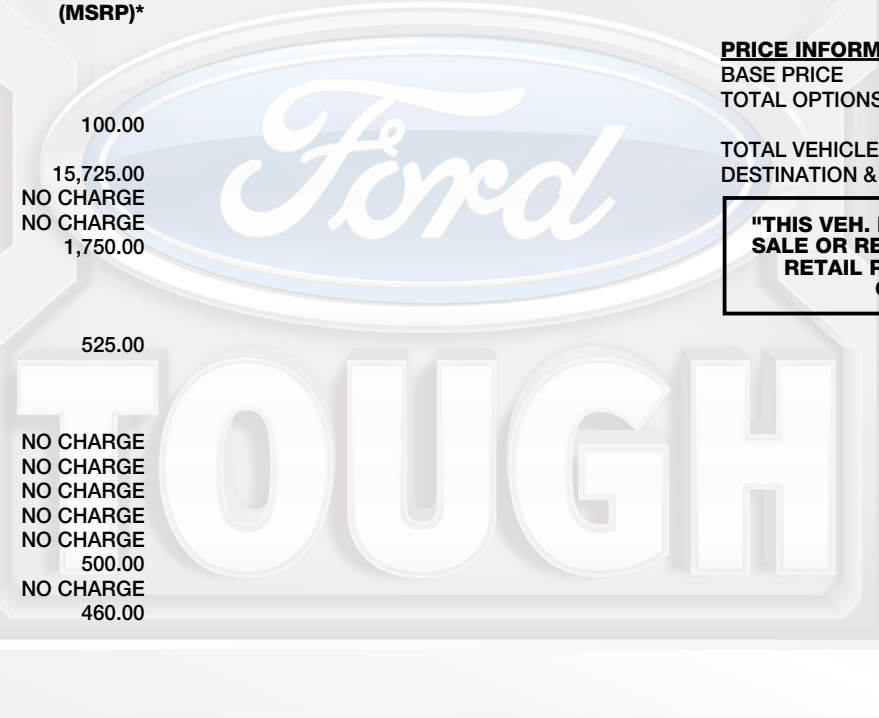 (MSRP)*
100.00
15,725.00
NO CHARGE
NO CHARGE
1,750.00
525.00
NO CHARGE
NO CHARGE
NO CHARGE
NO CHARGE
NO CHARGE
500.00
NO CHARGE
460.00
PRICE INFORM
BASE PRICE
TOTAL OPTIONS
TOTAL VEHICLE
DESTINATION &
"THIS VEH.
SALE OR RE
RETAIL P
Ford
TOUGH